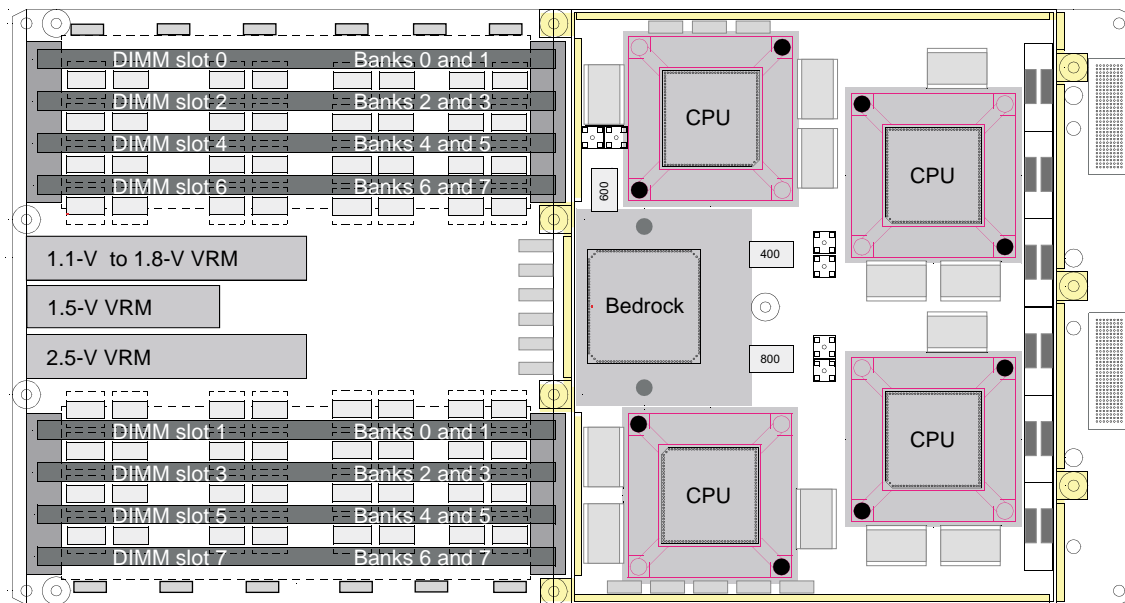 DIMM slot 0 Banks 0 and 1
DIMM slot 2 Banks 2 and 3
DIMM slot 4 Banks 4 and 5
DIMM slot 6 Banks 6 and 7
1.1-V to 1.8-V VRM
1.5-V VRM
2.5-V VRM
DIMM slot 1 Banks 0 and 1
DIMM slot 3 Banks 2 and 3
DIMM slot 5 Banks 4 and 5
DIMM slot 7 Banks 6 and 7
CPU
CPU
600
400
Bedrock
800
CPU
CPU